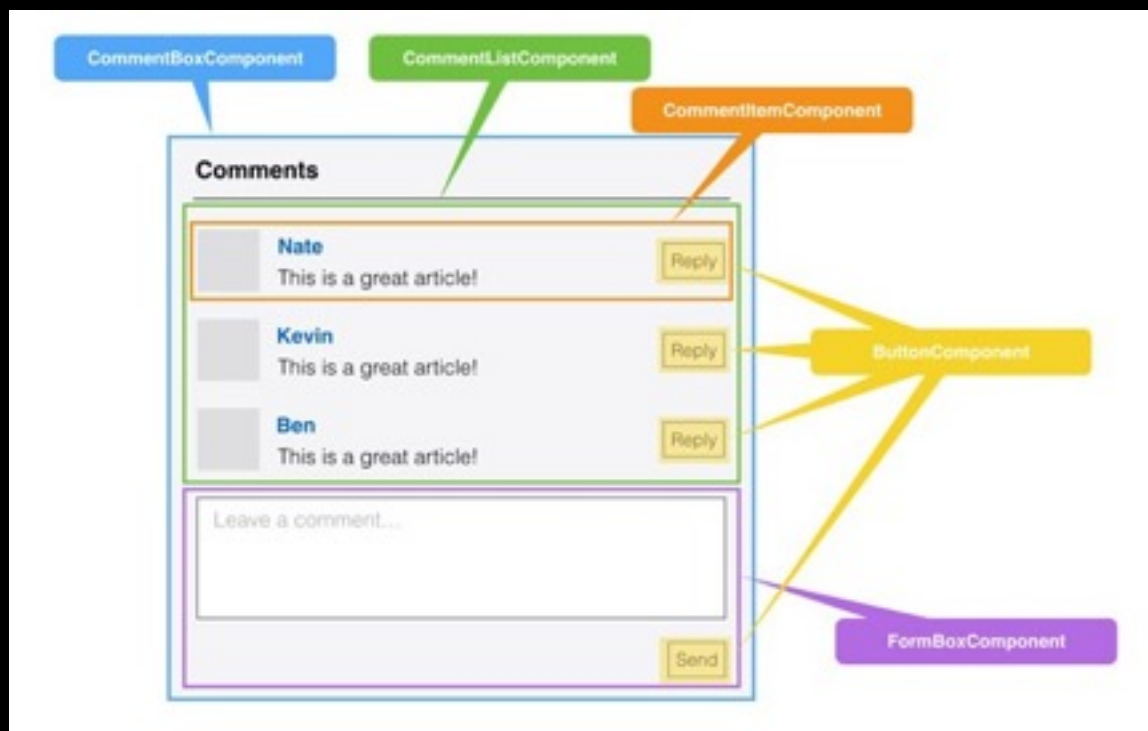 CommentBoxComponent
CommentListComponent
CommentItemComponent
Comments
Nate
This is a great article!
Reply
Kevin
This is a great article!
Reply
ButtonComponent
Ben
This is a great article!
Reply
Leave a comment...
FormBoxComponent
Send